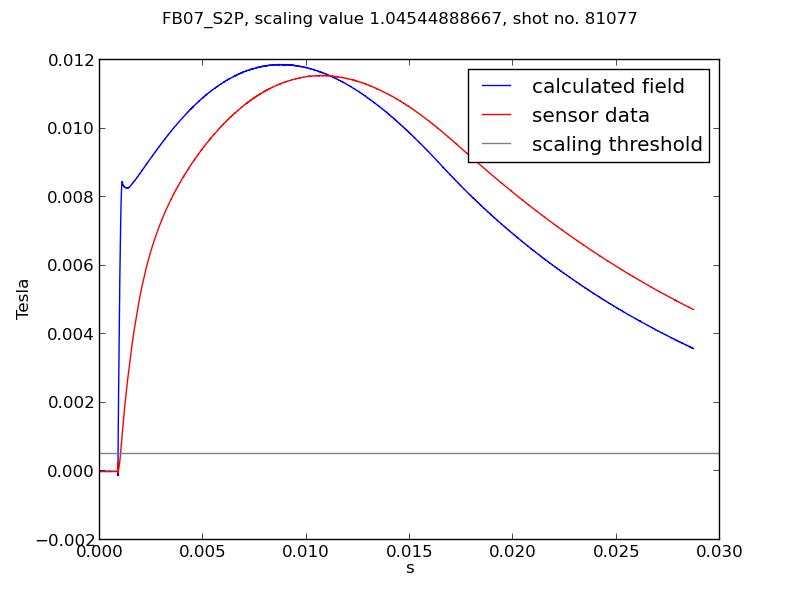 FB07_S2P, scaling value 1.04544888667, shot no. 81077
0.012
0.010
0.008
0.006
0.004
0.002
0.000
−0.002
Tesla
calculated field
sensor data
scaling threshold
0.000 0.005 0.010 0.015 0.020 0.025 0.030
s